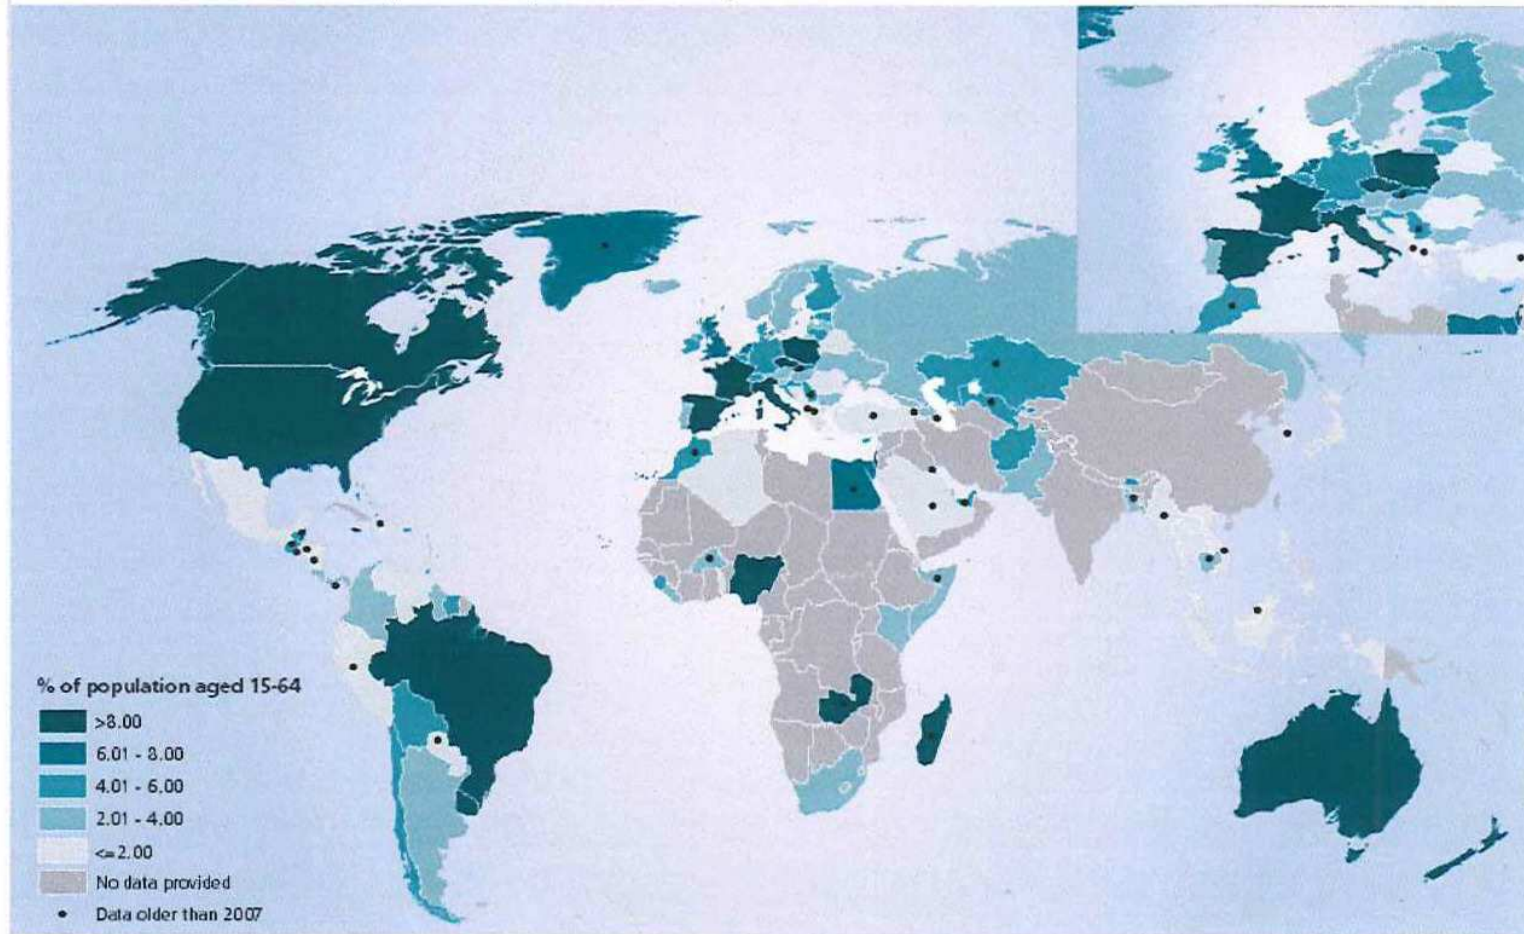 % of population aged 15-64
>8.00
6.01 - 8.00
4.01 - 6.00
2.01 - 4.00
<=2.00
No data provided
Data older than 2007